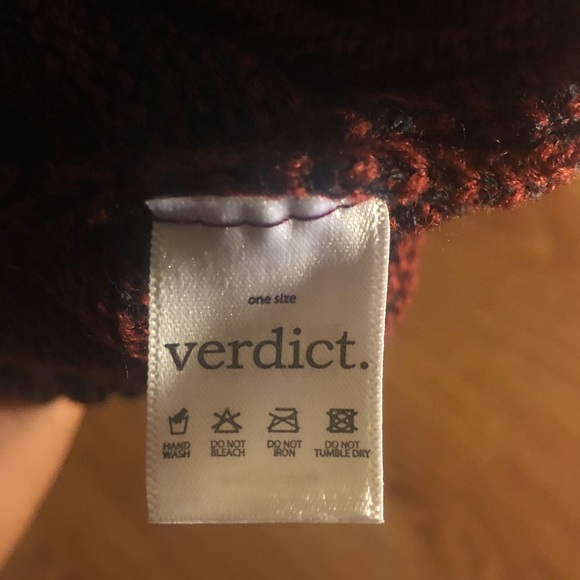 one size
verdict.
HAND WASH
DO NOT BLEACH
DO NOT IRON
DO NOT TUMBLE DRY